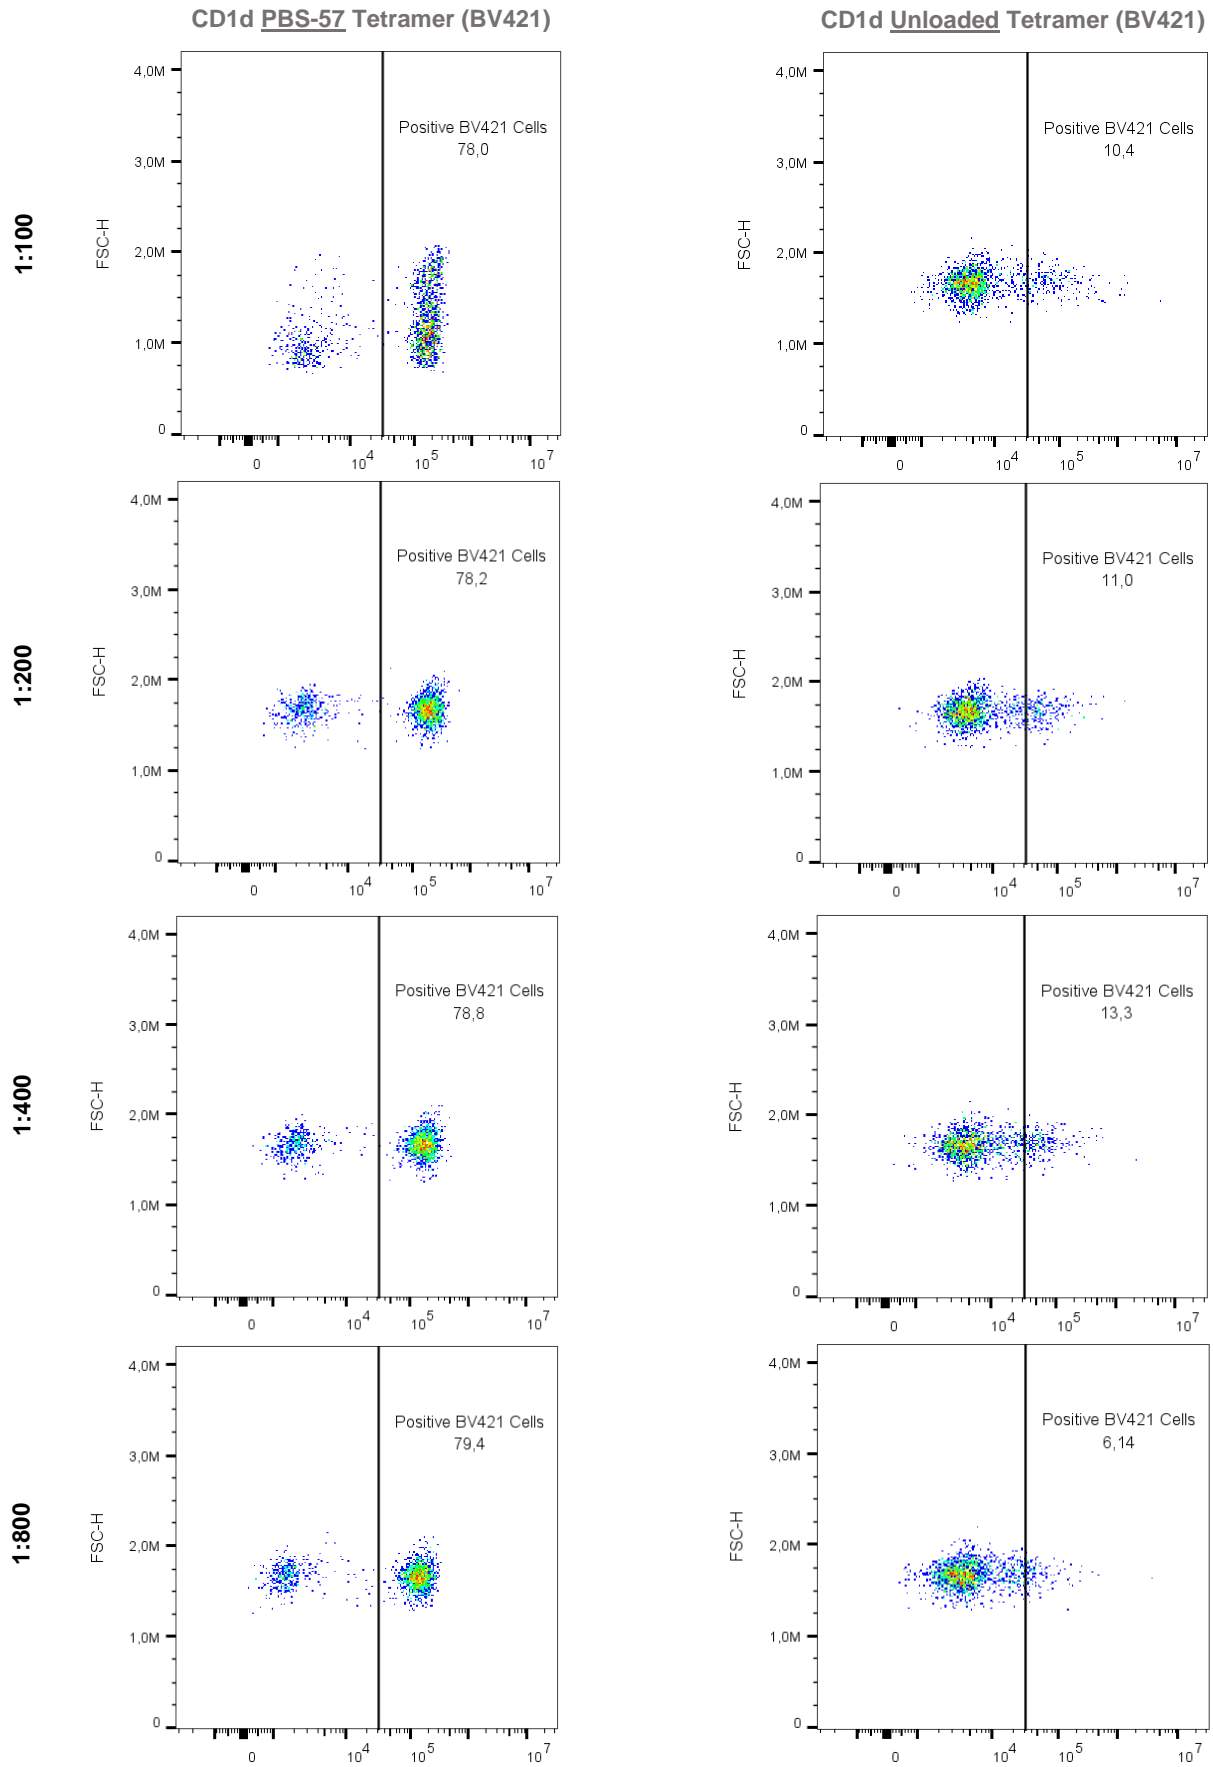 CD1d PBS-57 Tetramer (BV421)
CD1d Unloaded Tetramer (BV421)
1:100
FSC-H
4,0M
3,0M
2,0M
1,0M
0
Positive BV421 Cells
78,0
0 10^4 10^5 10^7
FSC-H
4,0M
3,0M
2,0M
1,0M
0
Positive BV421 Cells
10,4
0 10^4 10^5 10^7
1:200
FSC-H
4,0M
3,0M
2,0M
1,0M
0
Positive BV421 Cells
78,2
0 10^4 10^5 10^7
FSC-H
4,0M
3,0M
2,0M
1,0M
0
Positive BV421 Cells
11,0
0 10^4 10^5 10^7
1:400
FSC-H
4,0M
3,0M
2,0M
1,0M
0
Positive BV421 Cells
78,8
0 10^4 10^5 10^7
FSC-H
4,0M
3,0M
2,0M
1,0M
0
Positive BV421 Cells
13,3
0 10^4 10^5 10^7
1:800
FSC-H
4,0M
3,0M
2,0M
1,0M
0
Positive BV421 Cells
79,4
0 10^4 10^5 10^7
FSC-H
4,0M
3,0M
2,0M
1,0M
0
Positive BV421 Cells
6,14
0 10^4 10^5 10^7